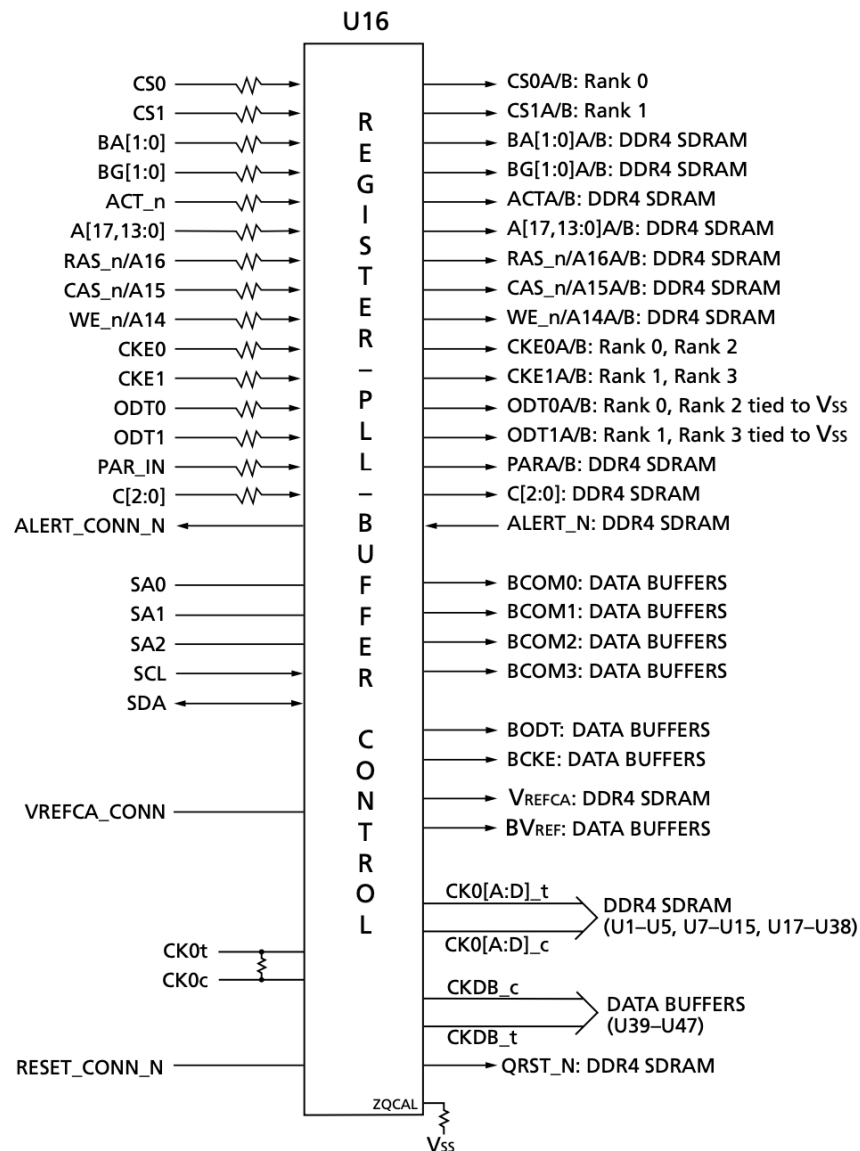 U16
CS0
CS1
BA[1:0]
BG[1:0]
ACT_n
A[17,13:0]
RAS_n/A16
CAS_n/A15
WE_n/A14
CKE0
CKE1
ODT0
ODT1
PAR_IN
C[2:0]
ALERT_CONN_N
SA0
SA1
SA2
SCL
SDA
VREFCA_CONN
CK0t
CK0c
RESET_CONN_N
REGISTER – PLL – BUFFER CONTROL
ZQCAL
VSS
CS0A/B: Rank 0
CS1A/B: Rank 1
BA[1:0]A/B: DDR4 SDRAM
BG[1:0]A/B: DDR4 SDRAM
ACTA/B: DDR4 SDRAM
A[17,13:0]A/B: DDR4 SDRAM
RAS_n/A16A/B: DDR4 SDRAM
CAS_n/A15A/B: DDR4 SDRAM
WE_n/A14A/B: DDR4 SDRAM
CKE0A/B: Rank 0, Rank 2
CKE1A/B: Rank 1, Rank 3
ODT0A/B: Rank 0, Rank 2 tied to VSS
ODT1A/B: Rank 1, Rank 3 tied to VSS
PARA/B: DDR4 SDRAM
C[2:0]: DDR4 SDRAM
ALERT_N: DDR4 SDRAM
BCOM0: DATA BUFFERS
BCOM1: DATA BUFFERS
BCOM2: DATA BUFFERS
BCOM3: DATA BUFFERS
BODT: DATA BUFFERS
BCKE: DATA BUFFERS
VREFCA: DDR4 SDRAM
BVREF: DATA BUFFERS
CK0[A:D]_t
CK0[A:D]_c
DDR4 SDRAM
(U1–U5, U7–U15, U17–U38)
CKDB_c
CKDB_t
DATA BUFFERS
(U39–U47)
QRST_N: DDR4 SDRAM